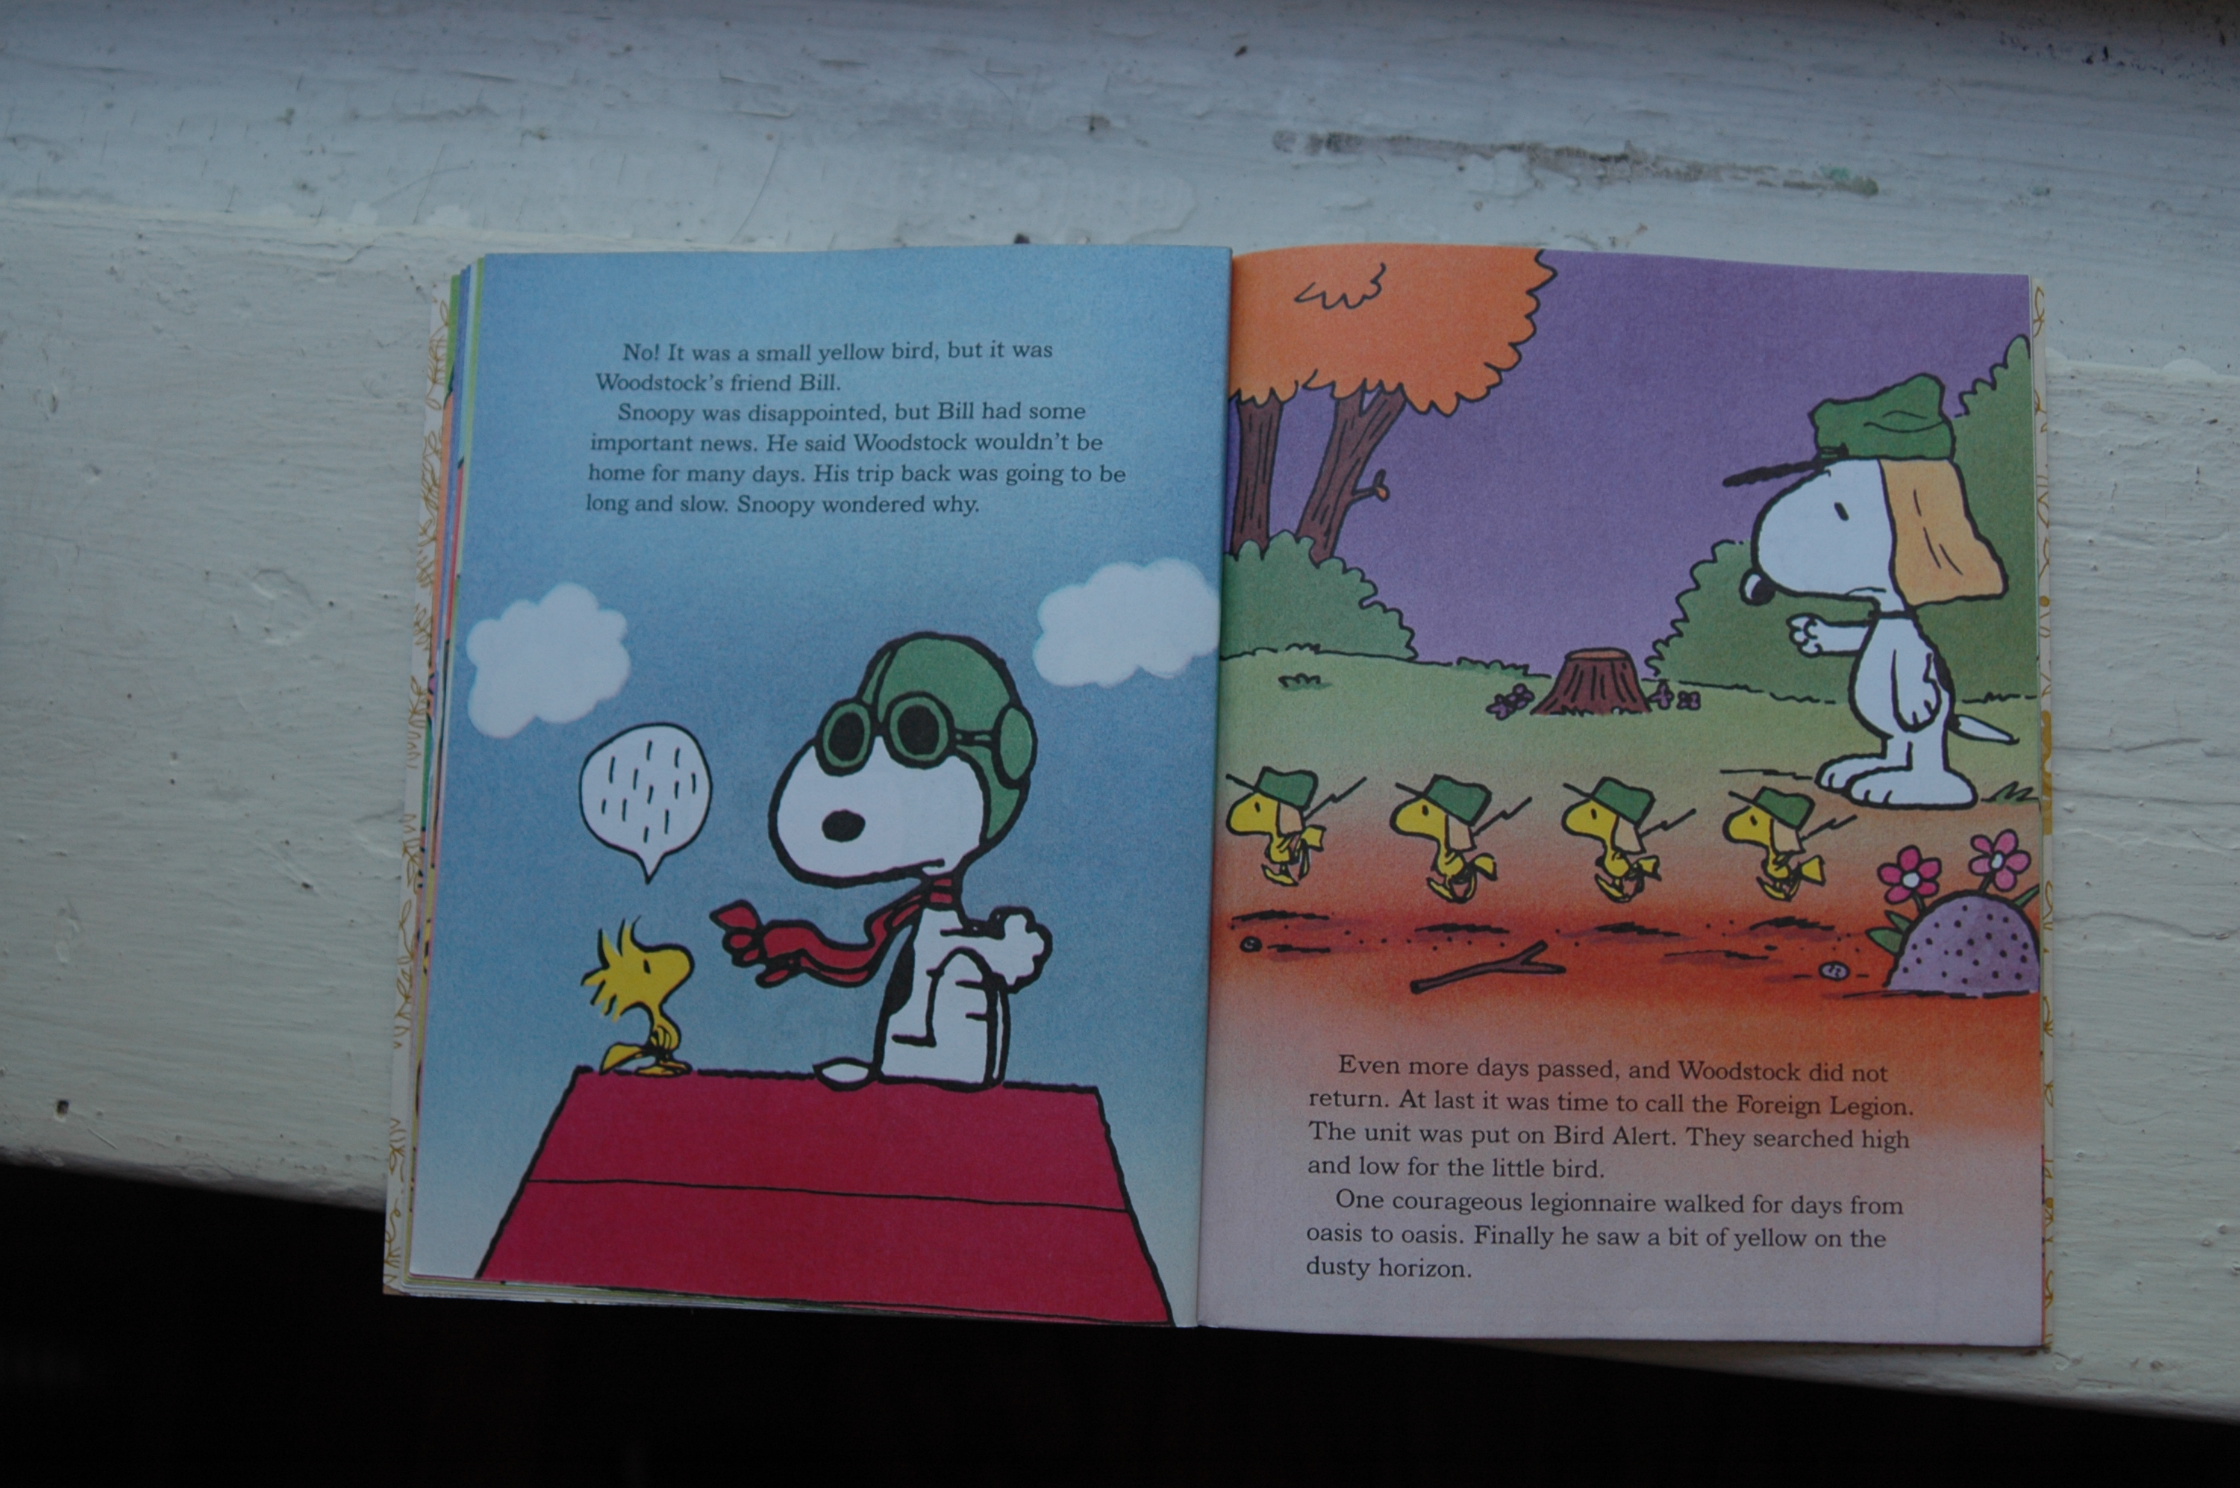 No! It was a small yellow bird, but it was
Woodstock's friend Bill.
Snoopy was disappointed, but Bill had some
important news. He said Woodstock wouldn't be
home for many days. His trip back was going to be
long and slow. Snoopy wondered why.
Even more days passed, and Woodstock did not
return. At last it was time to call the Foreign Legion.
The unit was put on Bird Alert. They searched high
and low for the little bird.
One courageous legionnaire walked for days from
oasis to oasis. Finally he saw a bit of yellow on the
dusty horizon.